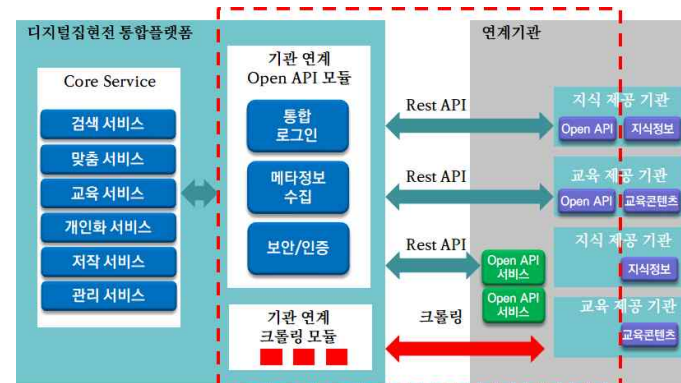 디지털집현전 통합플랫폼
Core Service
검색 서비스
맞춤 서비스
교육 서비스
개인화 서비스
저작 서비스
관리 서비스
기관 연계
Open API 모듈
통합
로그인
메타정보
수집
보안/인증
기관 연계
크롤링 모듈
Rest API
Rest API
Rest API
크롤링
연계기관
지식 제공 기관
Open API
지식정보
교육 제공 기관
Open API
교육콘텐츠
지식 제공 기관
Open API
서비스
지식정보
Open API
서비스
교육 제공 기관
교육콘텐츠